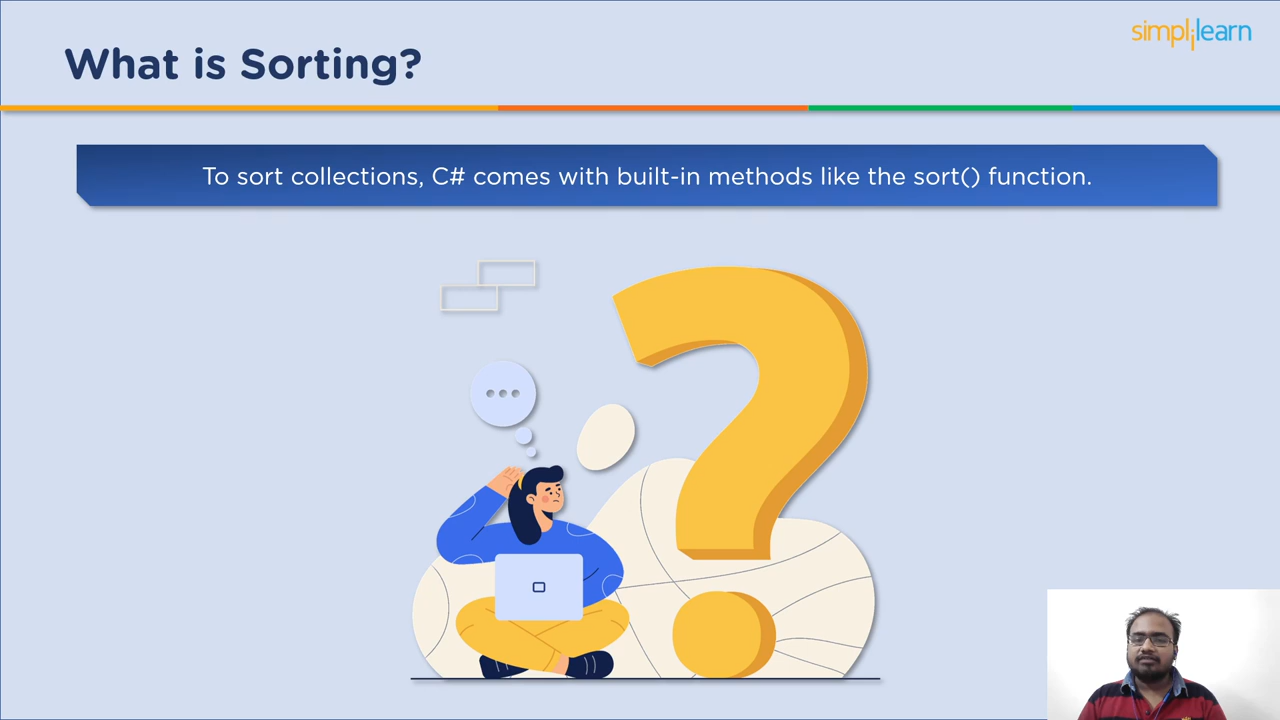 simplilearn
What is Sorting?
To sort collections, C# comes with built-in methods like the sort() function.